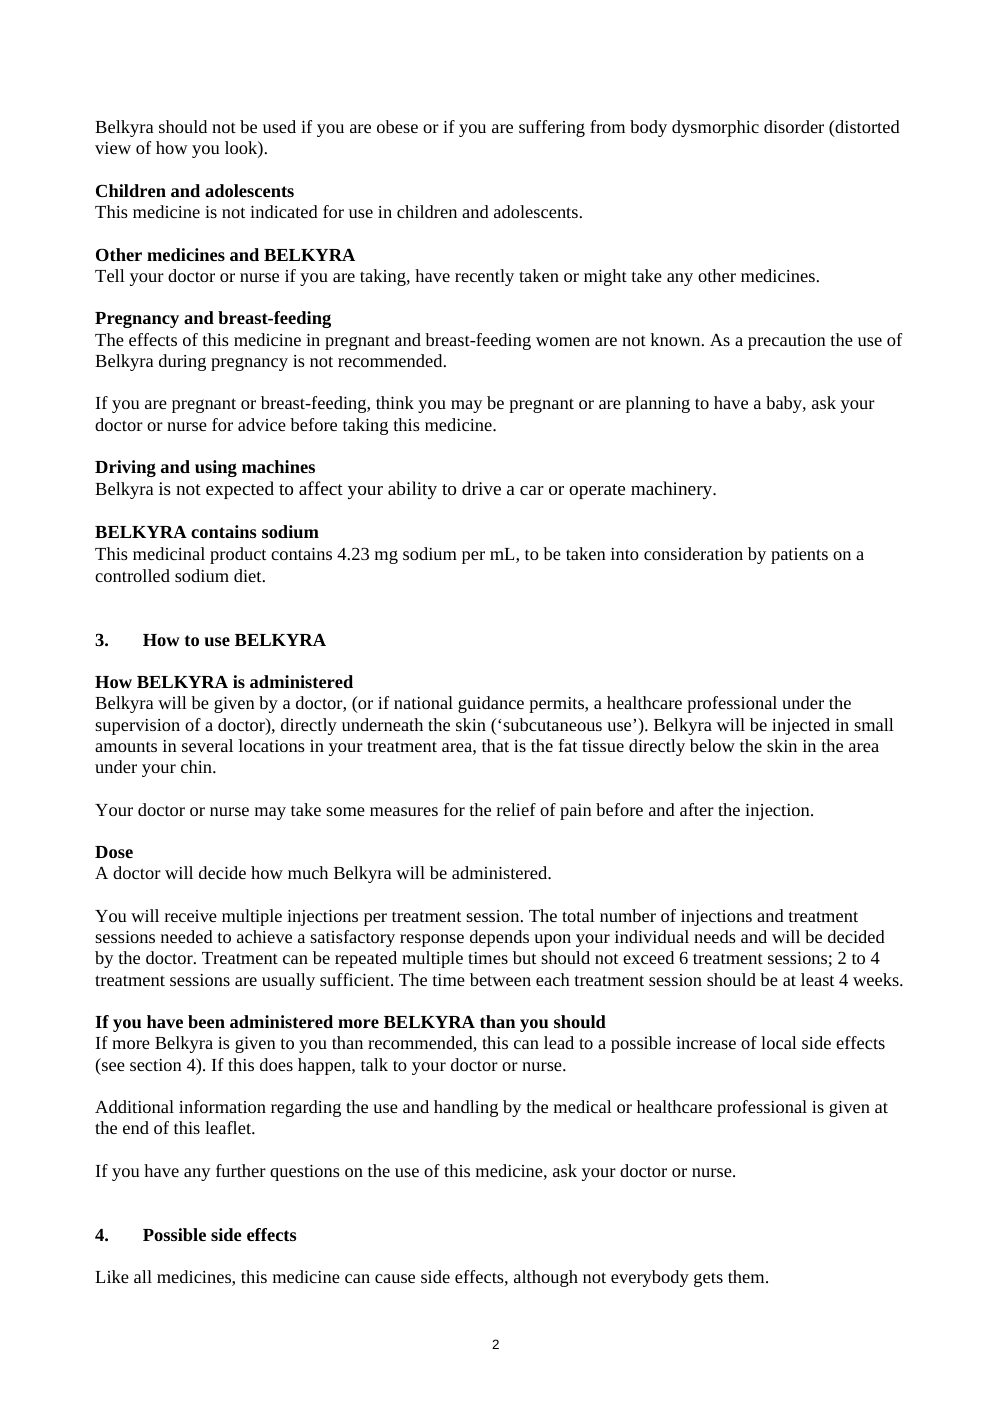 Belkyra should not be used if you are obese or if you are suffering from body dysmorphic disorder (distorted
view of how you look).
Children and adolescents
This medicine is not indicated for use in children and adolescents.
Other medicines and BELKYRA
Tell your doctor or nurse if you are taking, have recently taken or might take any other medicines.
Pregnancy and breast-feeding
The effects of this medicine in pregnant and breast-feeding women are not known. As a precaution the use of
Belkyra during pregnancy is not recommended.
If you are pregnant or breast-feeding, think you may be pregnant or are planning to have a baby, ask your
doctor or nurse for advice before taking this medicine.
Driving and using machines
Belkyra is not expected to affect your ability to drive a car or operate machinery.
BELKYRA contains sodium
This medicinal product contains 4.23 mg sodium per mL, to be taken into consideration by patients on a
controlled sodium diet.
3. How to use BELKYRA
How BELKYRA is administered
Belkyra will be given by a doctor, (or if national guidance permits, a healthcare professional under the
supervision of a doctor), directly underneath the skin (‘subcutaneous use’). Belkyra will be injected in small
amounts in several locations in your treatment area, that is the fat tissue directly below the skin in the area
under your chin.
Your doctor or nurse may take some measures for the relief of pain before and after the injection.
Dose
A doctor will decide how much Belkyra will be administered.
You will receive multiple injections per treatment session. The total number of injections and treatment
sessions needed to achieve a satisfactory response depends upon your individual needs and will be decided
by the doctor. Treatment can be repeated multiple times but should not exceed 6 treatment sessions; 2 to 4
treatment sessions are usually sufficient. The time between each treatment session should be at least 4 weeks.
If you have been administered more BELKYRA than you should
If more Belkyra is given to you than recommended, this can lead to a possible increase of local side effects
(see section 4). If this does happen, talk to your doctor or nurse.
Additional information regarding the use and handling by the medical or healthcare professional is given at
the end of this leaflet.
If you have any further questions on the use of this medicine, ask your doctor or nurse.
4. Possible side effects
Like all medicines, this medicine can cause side effects, although not everybody gets them.
2